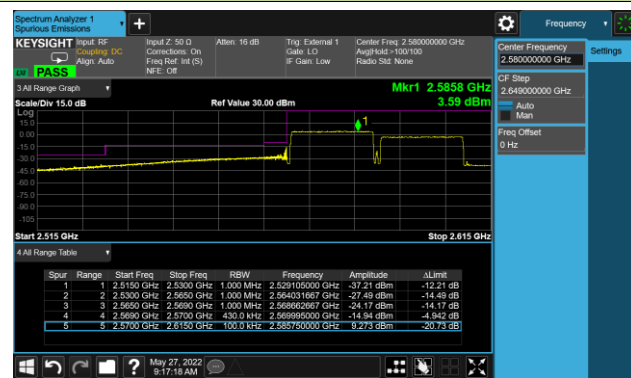 Spectrum Analyzer 1
Spurious Emissions
Frequency
KEYSIGHT Input: RF
Coupling: DC
Align: Auto
Input Z: 50 Ω
Corrections: On
Freq Ref: Int (S)
NFE: Off
Atten: 16 dB
Trig: External 1
Gate: LO
IF Gain: Low
Center Freq: 2.580000000 GHz
Avg|Hold:>100/100
Radio Std: None
PASS
Center Frequency
2.580000000 GHz
Settings
CF Step
2.649000000 GHz
Auto
Man
Freq Offset
0 Hz
3 All Range Graph
Mkr1 2.5858 GHz
Scale/Div 15.0 dB
Ref Value 30.00 dBm
3.59 dBm
Log
15.0
0.00
-15.0
-30.0
-45.0
-60.0
-75.0
-90.0
-105
1
Start 2.515 GHz
Stop 2.615 GHz
4 All Range Table
Spur Range Start Freq Stop Freq RBW Frequency Amplitude ΔLimit
1 1 2.5150 GHz 2.5300 GHz 1.000 MHz 2.529105000 GHz -37.21 dBm -12.21 dB
2 2 2.5300 GHz 2.5650 GHz 1.000 MHz 2.564031667 GHz -27.49 dBm -14.49 dB
3 3 2.5650 GHz 2.5690 GHz 1.000 MHz 2.568662667 GHz -24.17 dBm -14.17 dB
4 4 2.5690 GHz 2.5700 GHz 430.0 kHz 2.569995000 GHz -14.94 dBm -4.942 dB
5 5 2.5700 GHz 2.6150 GHz 100.0 kHz 2.585750000 GHz 9.273 dBm -20.73 dB
May 27, 2022
9:17:18 AM